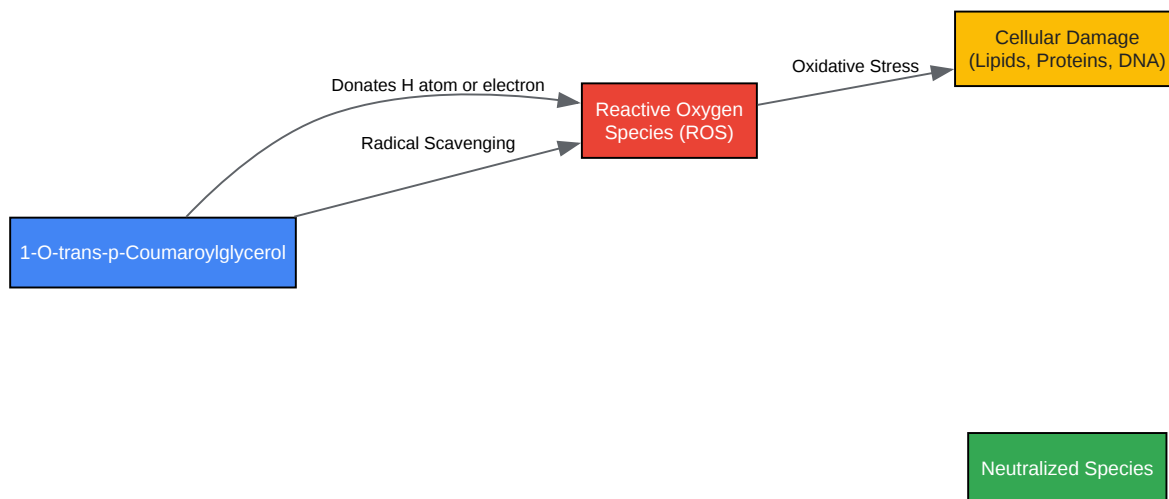 Cellular Damage
(Lipids, Proteins, DNA)
Oxidative Stress
Donates H atom or electron
Reactive Oxygen
Species (ROS)
Radical Scavenging
1-O-trans-p-Coumaroylglycerol
Neutralized Species